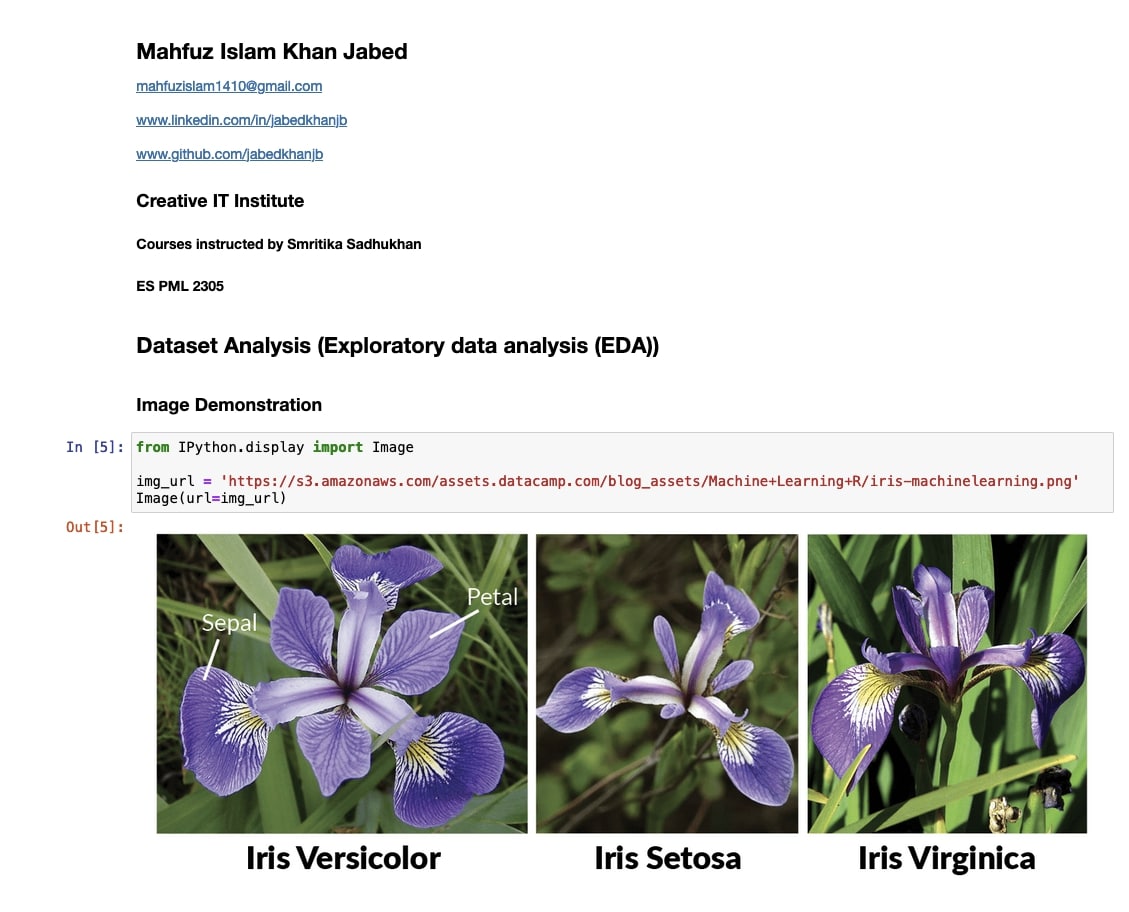 Mahfuz Islam Khan Jabed
mahfuzislam1410@gmail.com
www.linkedin.com/in/jabedkhanjb
www.github.com/jabedkhanjb
Creative IT Institute
Courses instructed by Smritika Sadhukhan
ES PML 2305
Dataset Analysis (Exploratory data analysis (EDA))
Image Demonstration
In [5]: from IPython.display import Image
img_url = 'https://s3.amazonaws.com/assets.datacamp.com/blog_assets/Machine+Learning+R/iris-machinelearning.png'
Image(url=img_url)
Out[5]:
Sepal
Petal
Iris Versicolor
Iris Setosa
Iris Virginica